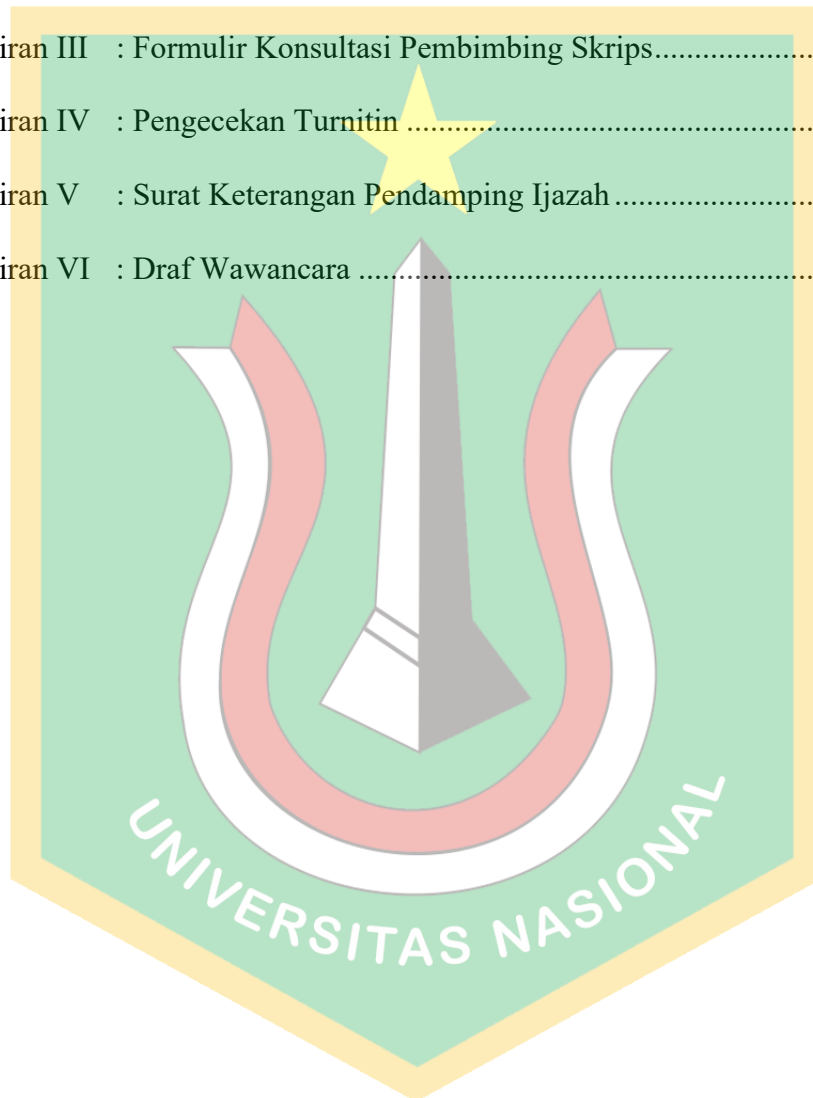 iran III : Formulir Konsultasi Pembimbing Skrips.....................
iran IV : Pengecekan Turnitin ....................................................
iran V : Surat Keterangan Pendamping Ijazah.........................
iran VI : Draf Wawancara ..........................................................
UNIVERSITAS NASIONAL